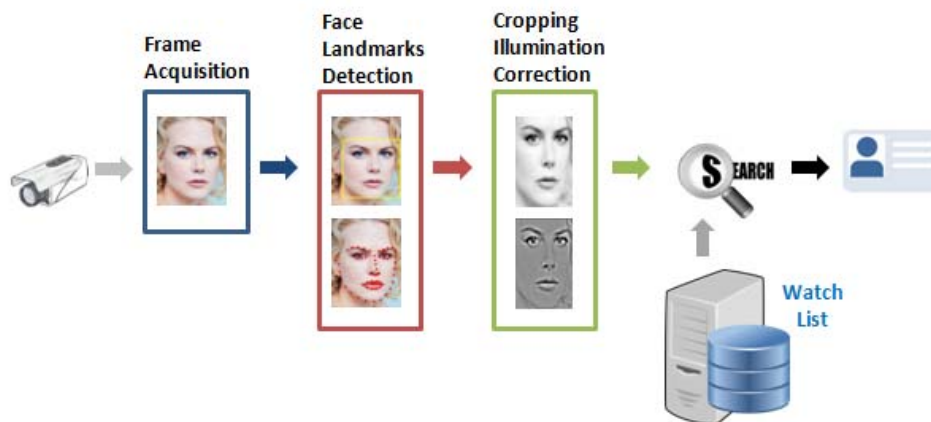 Frame
Acquisition
Face
Landmarks
Detection
Cropping
Illumination
Correction
SEARCH
Watch
List